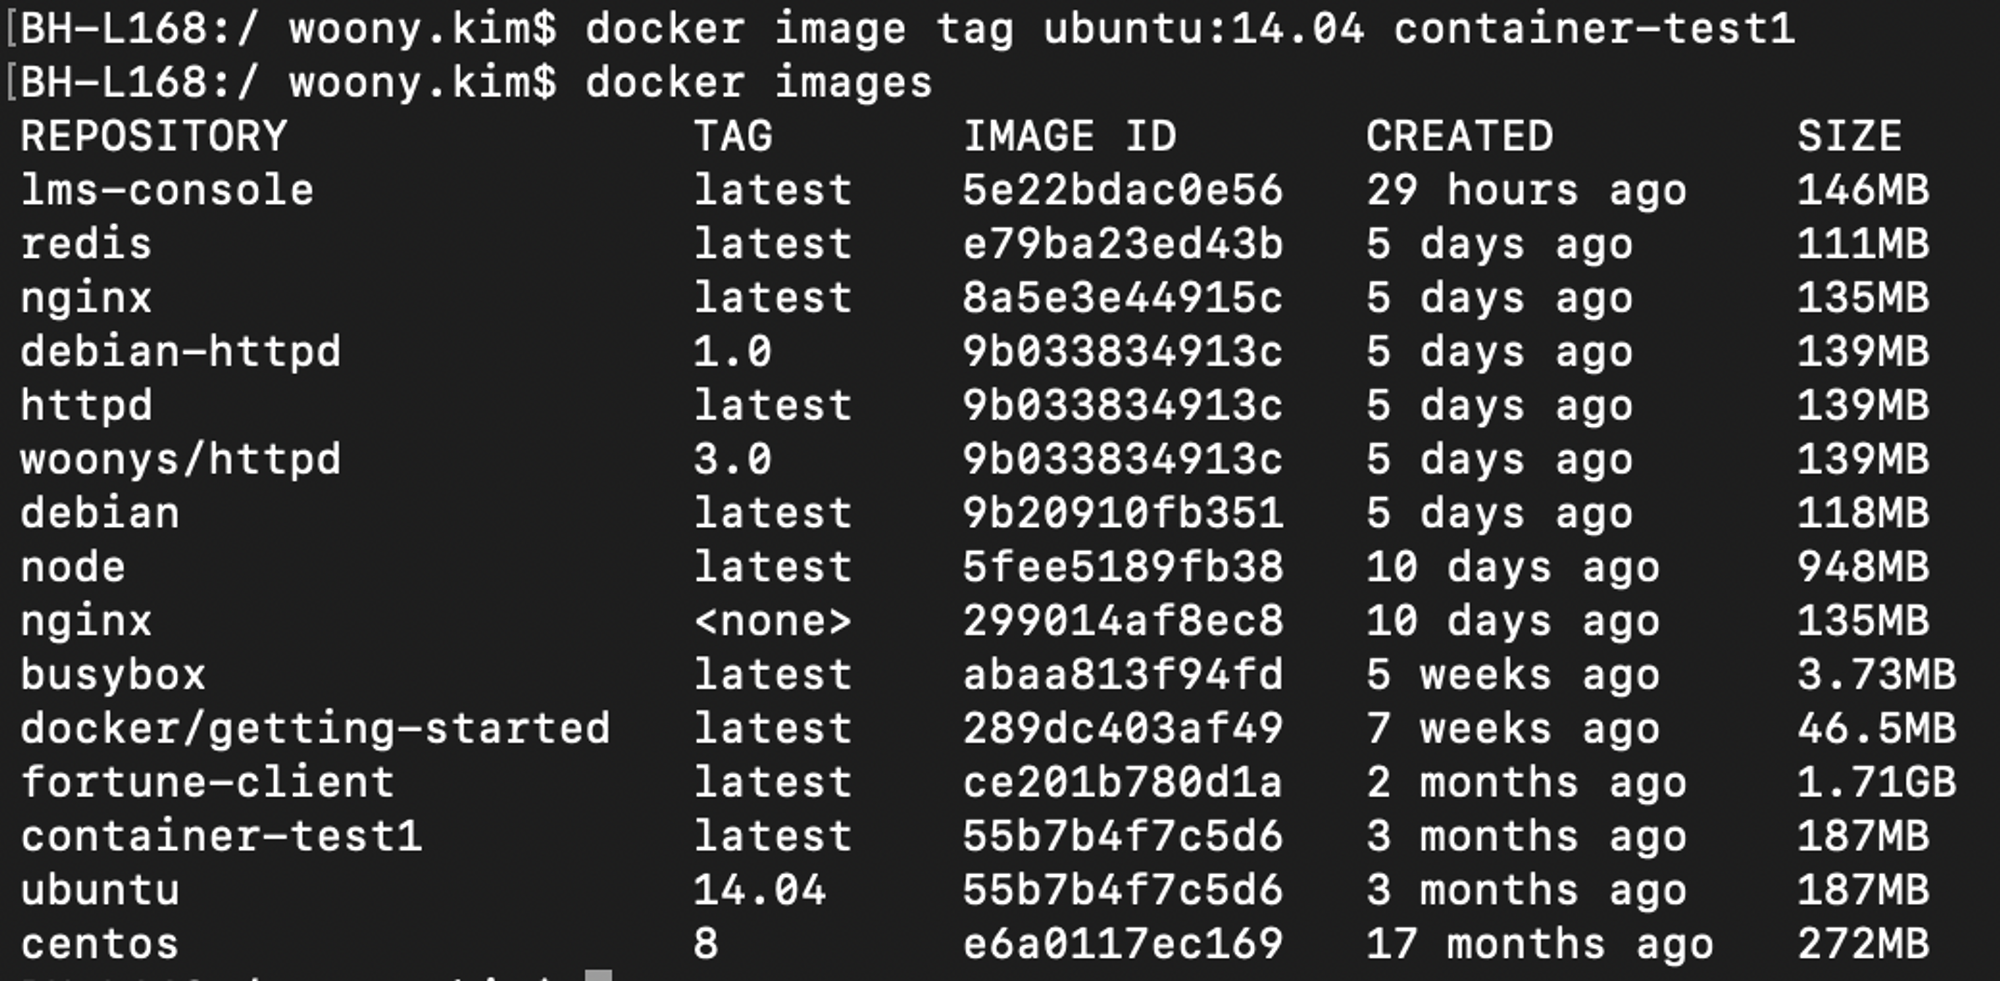 [BH-L168:/ woony.kim$ docker image tag ubuntu:14.04 container-test1
[BH-L168:/ woony.kim$ docker images
REPOSITORY TAG IMAGE ID CREATED SIZE
lms-console latest 5e22bdac0e56 29 hours ago 146MB
redis latest e79ba23ed43b 5 days ago 111MB
nginx latest 8a5e3e44915c 5 days ago 135MB
debian-httpd 1.0 9b033834913c 5 days ago 139MB
httpd latest 9b033834913c 5 days ago 139MB
woonys/httpd 3.0 9b033834913c 5 days ago 139MB
debian latest 9b20910fb351 5 days ago 118MB
node latest 5fee5189fb38 10 days ago 948MB
nginx <none> 299014af8ec8 10 days ago 135MB
busybox latest abaa813f94fd 5 weeks ago 3.73MB
docker/getting-started latest 289dc403af49 7 weeks ago 46.5MB
fortune-client latest ce201b780d1a 2 months ago 1.71GB
container-test1 latest 55b7b4f7c5d6 3 months ago 187MB
ubuntu 14.04 55b7b4f7c5d6 3 months ago 187MB
centos 8 e6a0117ec169 17 months ago 272MB